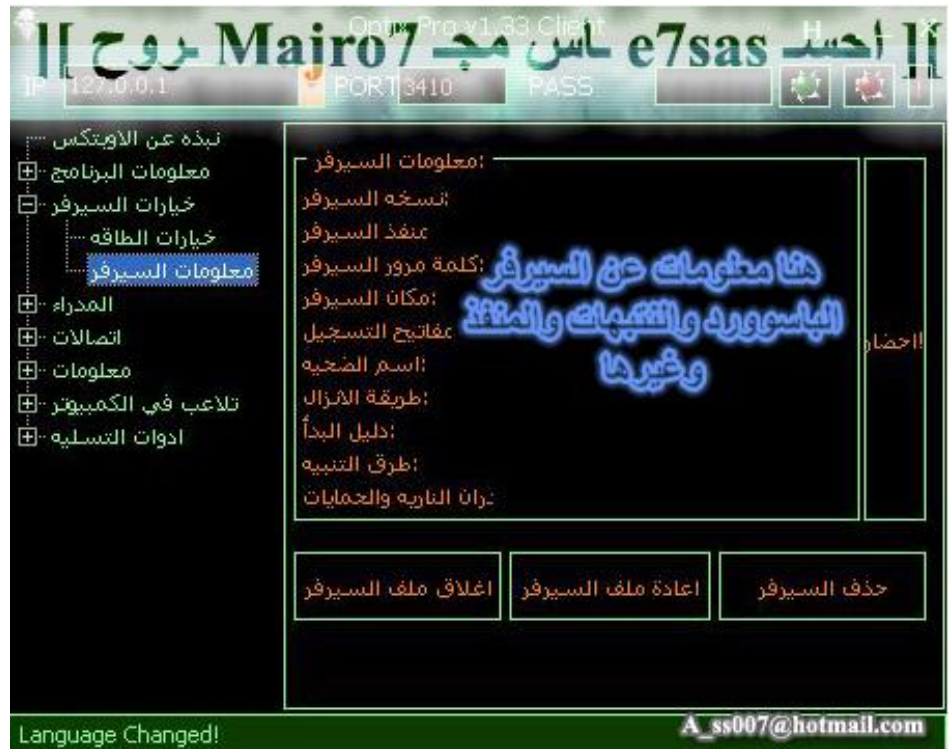 Optix Pro v1.33 Client
]| احسـ e7sas ـاس مجـ Majro7 ـروح |[
IP 127.0.0.1 PORT 3410 PASS
نبذه عن الاوبتكس
معلومات البرنامج
خيارات السيرفر
خيارات الطاقه
معلومات السيرفر
المدراء
اتصالات
معلومات
تلاعب في الكمبيوتر
ادوات التسليه
معلومات السيرفر:
نسخه السيرفر:
منفذ السيرفر
كلمة مرور السيرفر:
مكان السيرفر:
مفاتيح التسجيل
اسم الضحيه:
طريقة الانزال:
دليل البدأ:
طرق التنبيه:
ران الناريه والحمايات:
هنا معلومات عن السيرفر
الباسوورد والتنبهات والمنفذ
وغيرها
احضار!
اغلاق ملف السيرفر
اعادة ملف السيرفر
حذف السيرفر
Language Changed!
A_ss007@hotmail.com